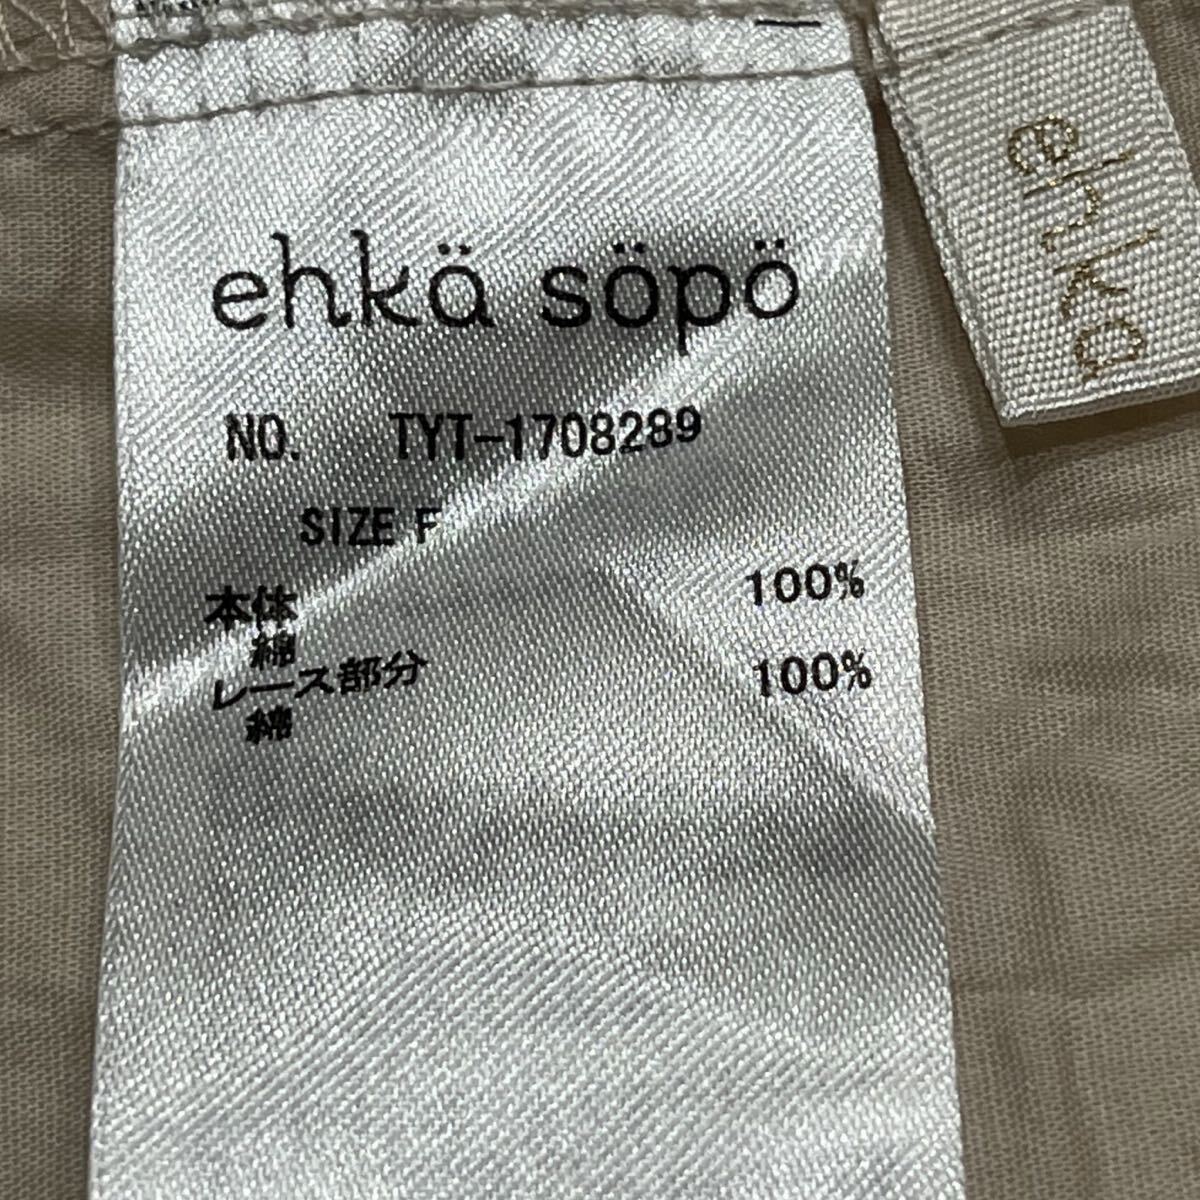 ehkä söpö
NO. TYT-1708289
SIZE F
本体
綿 100%
レース部分
綿 100%
ehka